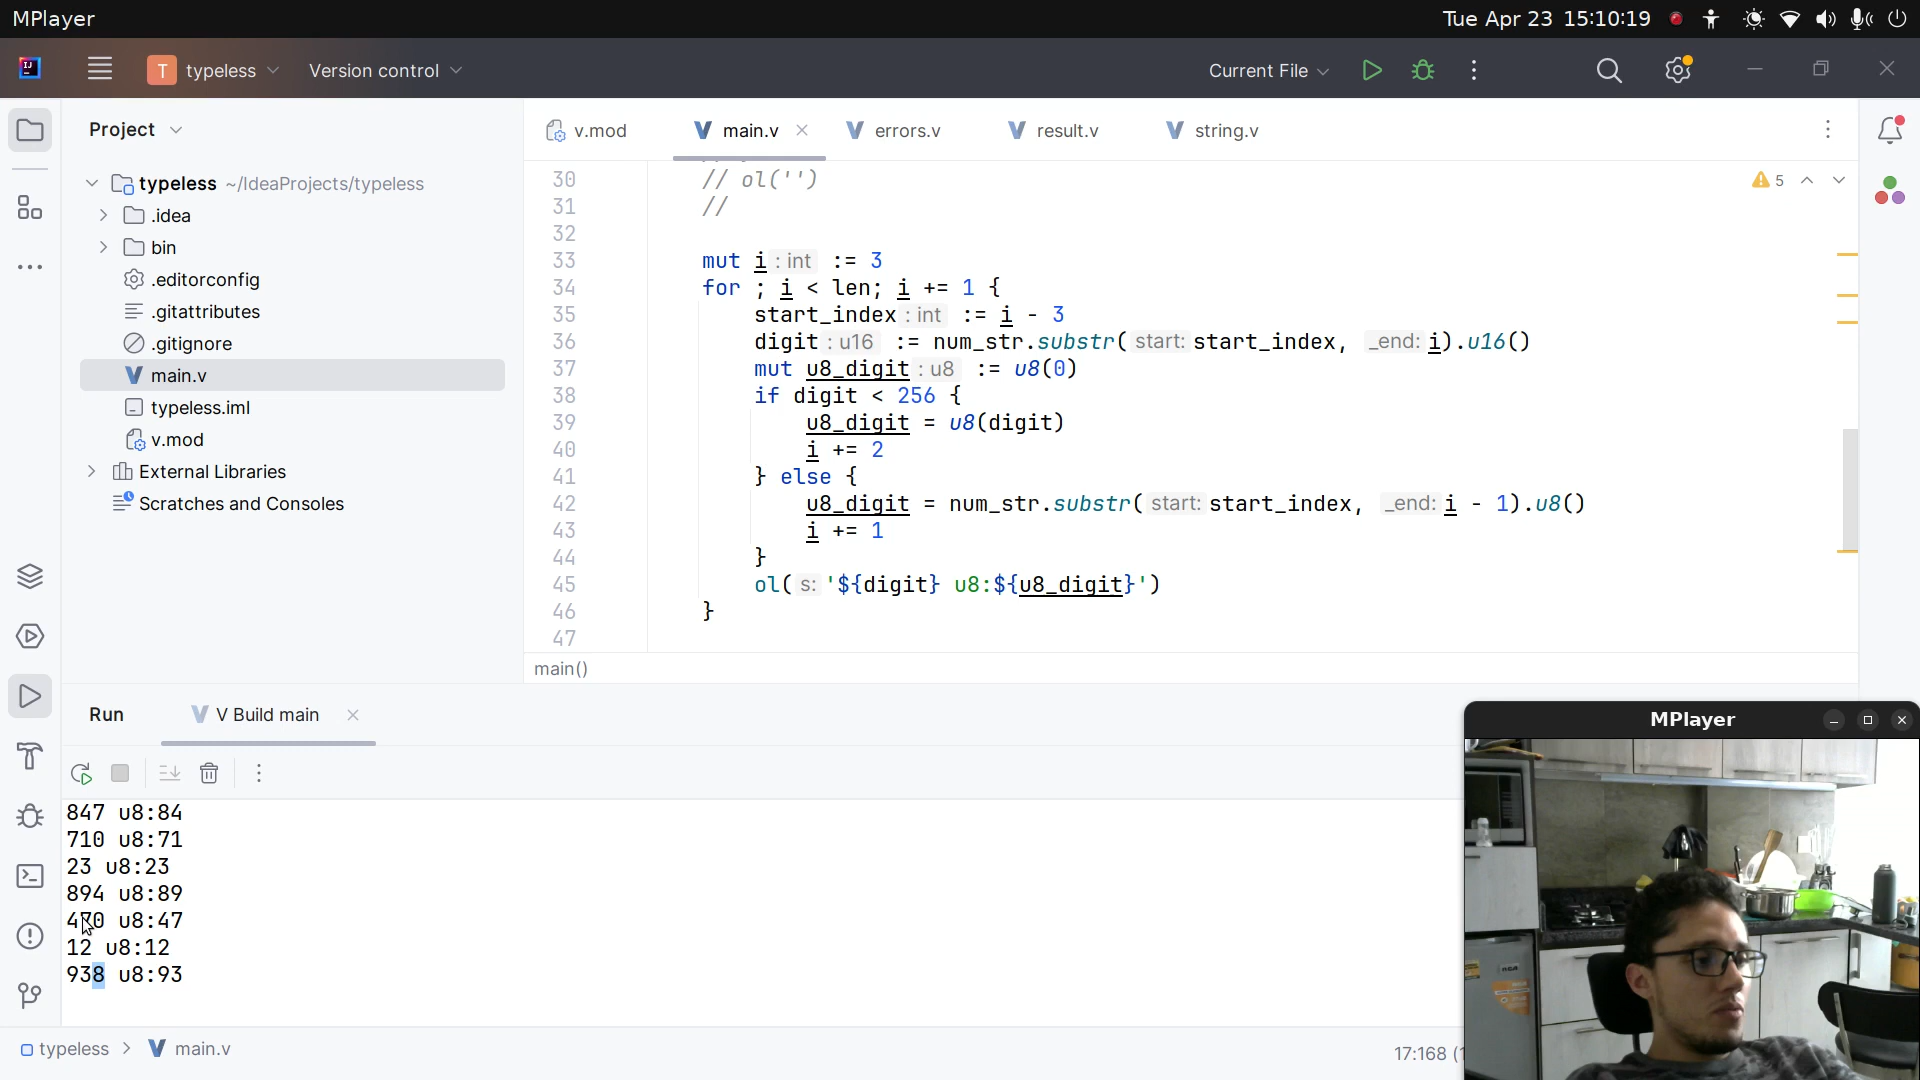 MPlayer
Tue Apr 23 15:10:19
T typeless
Version control
Current File
Project
v.mod
main.v
errors.v
result.v
string.v
typeless ~/IdeaProjects/typeless
.idea
bin
.editorconfig
.gitattributes
.gitignore
main.v
typeless.iml
v.mod
External Libraries
Scratches and Consoles
5
30 // ol('')
31 //
32
33 mut i : int := 3
34 for ; i < len; i += 1 {
35 start_index : int := i - 3
36 digit : u16 := num_str.substr( start: start_index, _end: i).u16()
37 mut u8_digit : u8 := u8(0)
38 if digit < 256 {
39 u8_digit = u8(digit)
40 i += 2
41 } else {
42 u8_digit = num_str.substr( start: start_index, _end: i - 1).u8()
43 i += 1
44 }
45 ol( s: '${digit} u8:${u8_digit}')
46 }
47
main()
Run
V Build main
847 u8:84
710 u8:71
23 u8:23
894 u8:89
470 u8:47
12 u8:12
938 u8:93
typeless
main.v
17:168
MPlayer